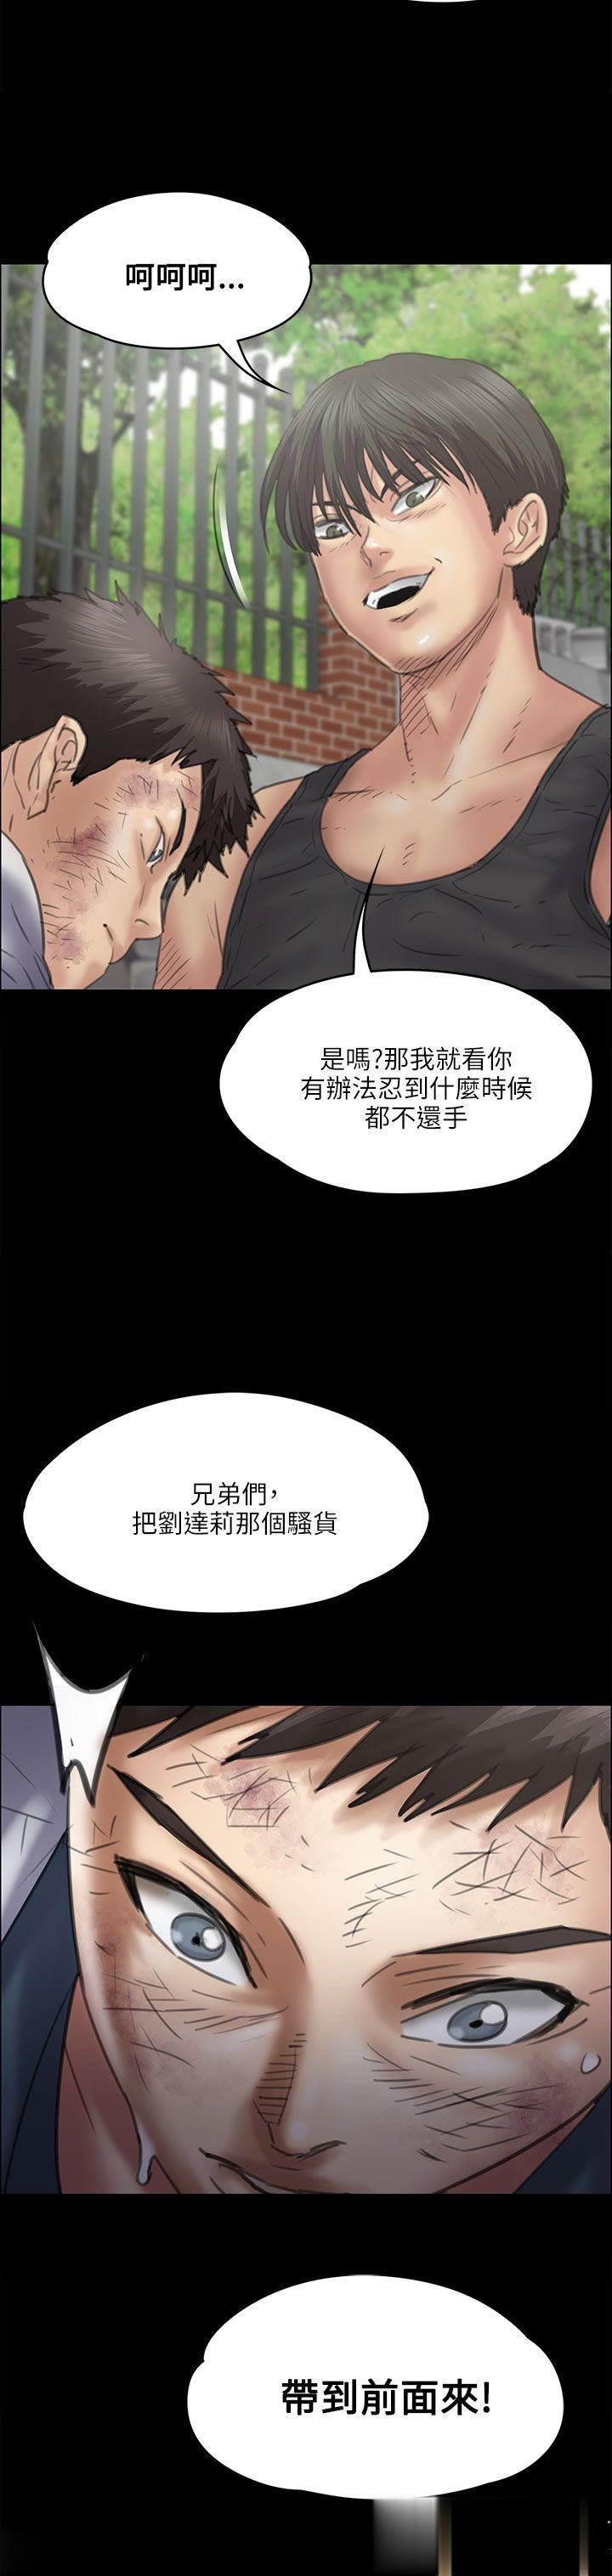 呵呵呵...
是嗎?那我就看你
有辦法忍到什麼時候
都不還手
兄弟們,
把劉達莉那個騷貨
帶到前面來!